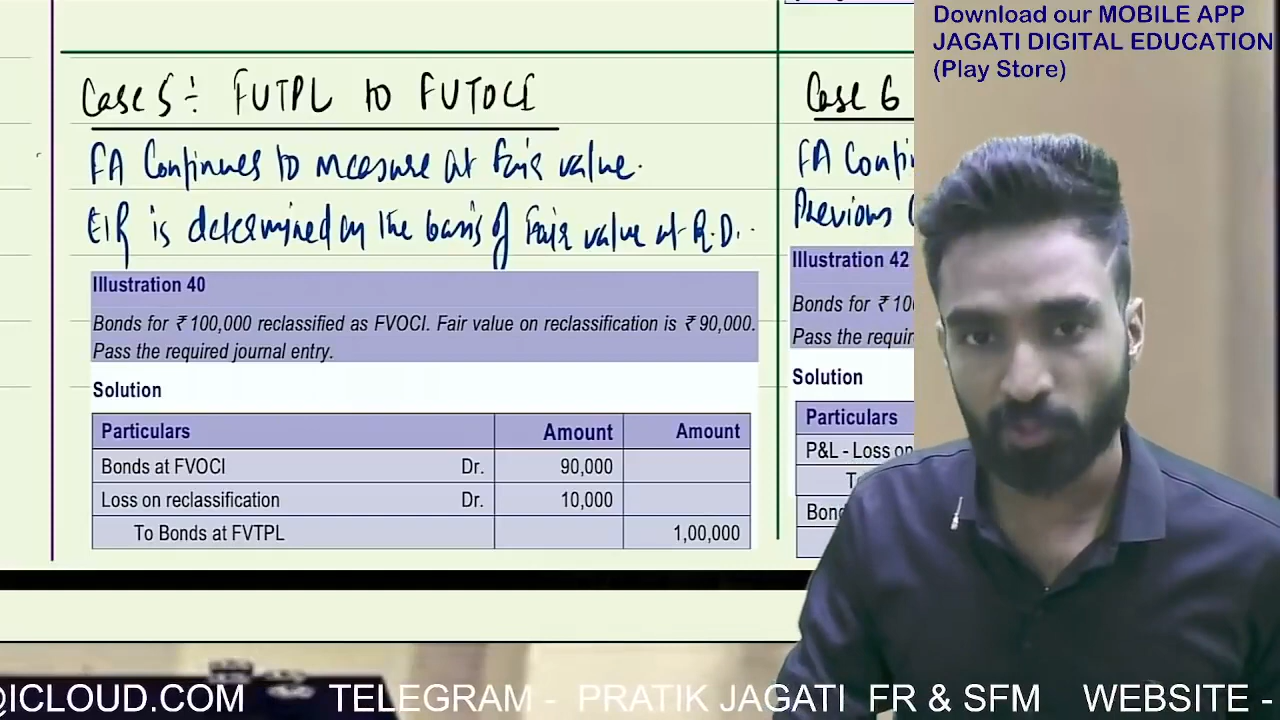 Download our MOBILE APP
JAGATI DIGITAL EDUCATION
(Play Store)
Case 5 ÷ FVTPL to FVTOCI
FA Continues to measure at Fair value.
EIR is determined on the basis of Fair value at R.D.
Illustration 40
Bonds for ₹ 100,000 reclassified as FVOCI. Fair value on reclassification is ₹ 90,000.
Pass the required journal entry.
Solution
Particulars Amount Amount
Bonds at FVOCI Dr. 90,000
Loss on reclassification Dr. 10,000
To Bonds at FVTPL 1,00,000
Case 6
FA
Previous
Illustration 42
Bonds for ₹
Pass the
Solution
Particulars
P&L - Loss on
@ICLOUD.COM TELEGRAM - PRATIK JAGATI FR & SFM WEBSITE -